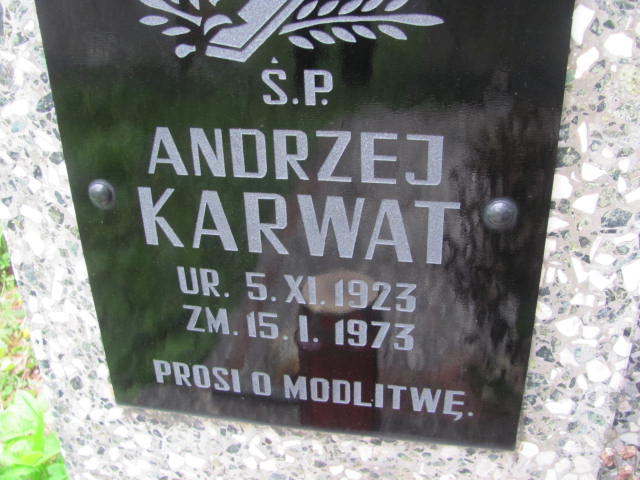 Ś.P.
ANDRZEJ
KARWAT
UR. 5. XI. 1923
ZM. 15. I. 1973
PROSI O MODLITWĘ.